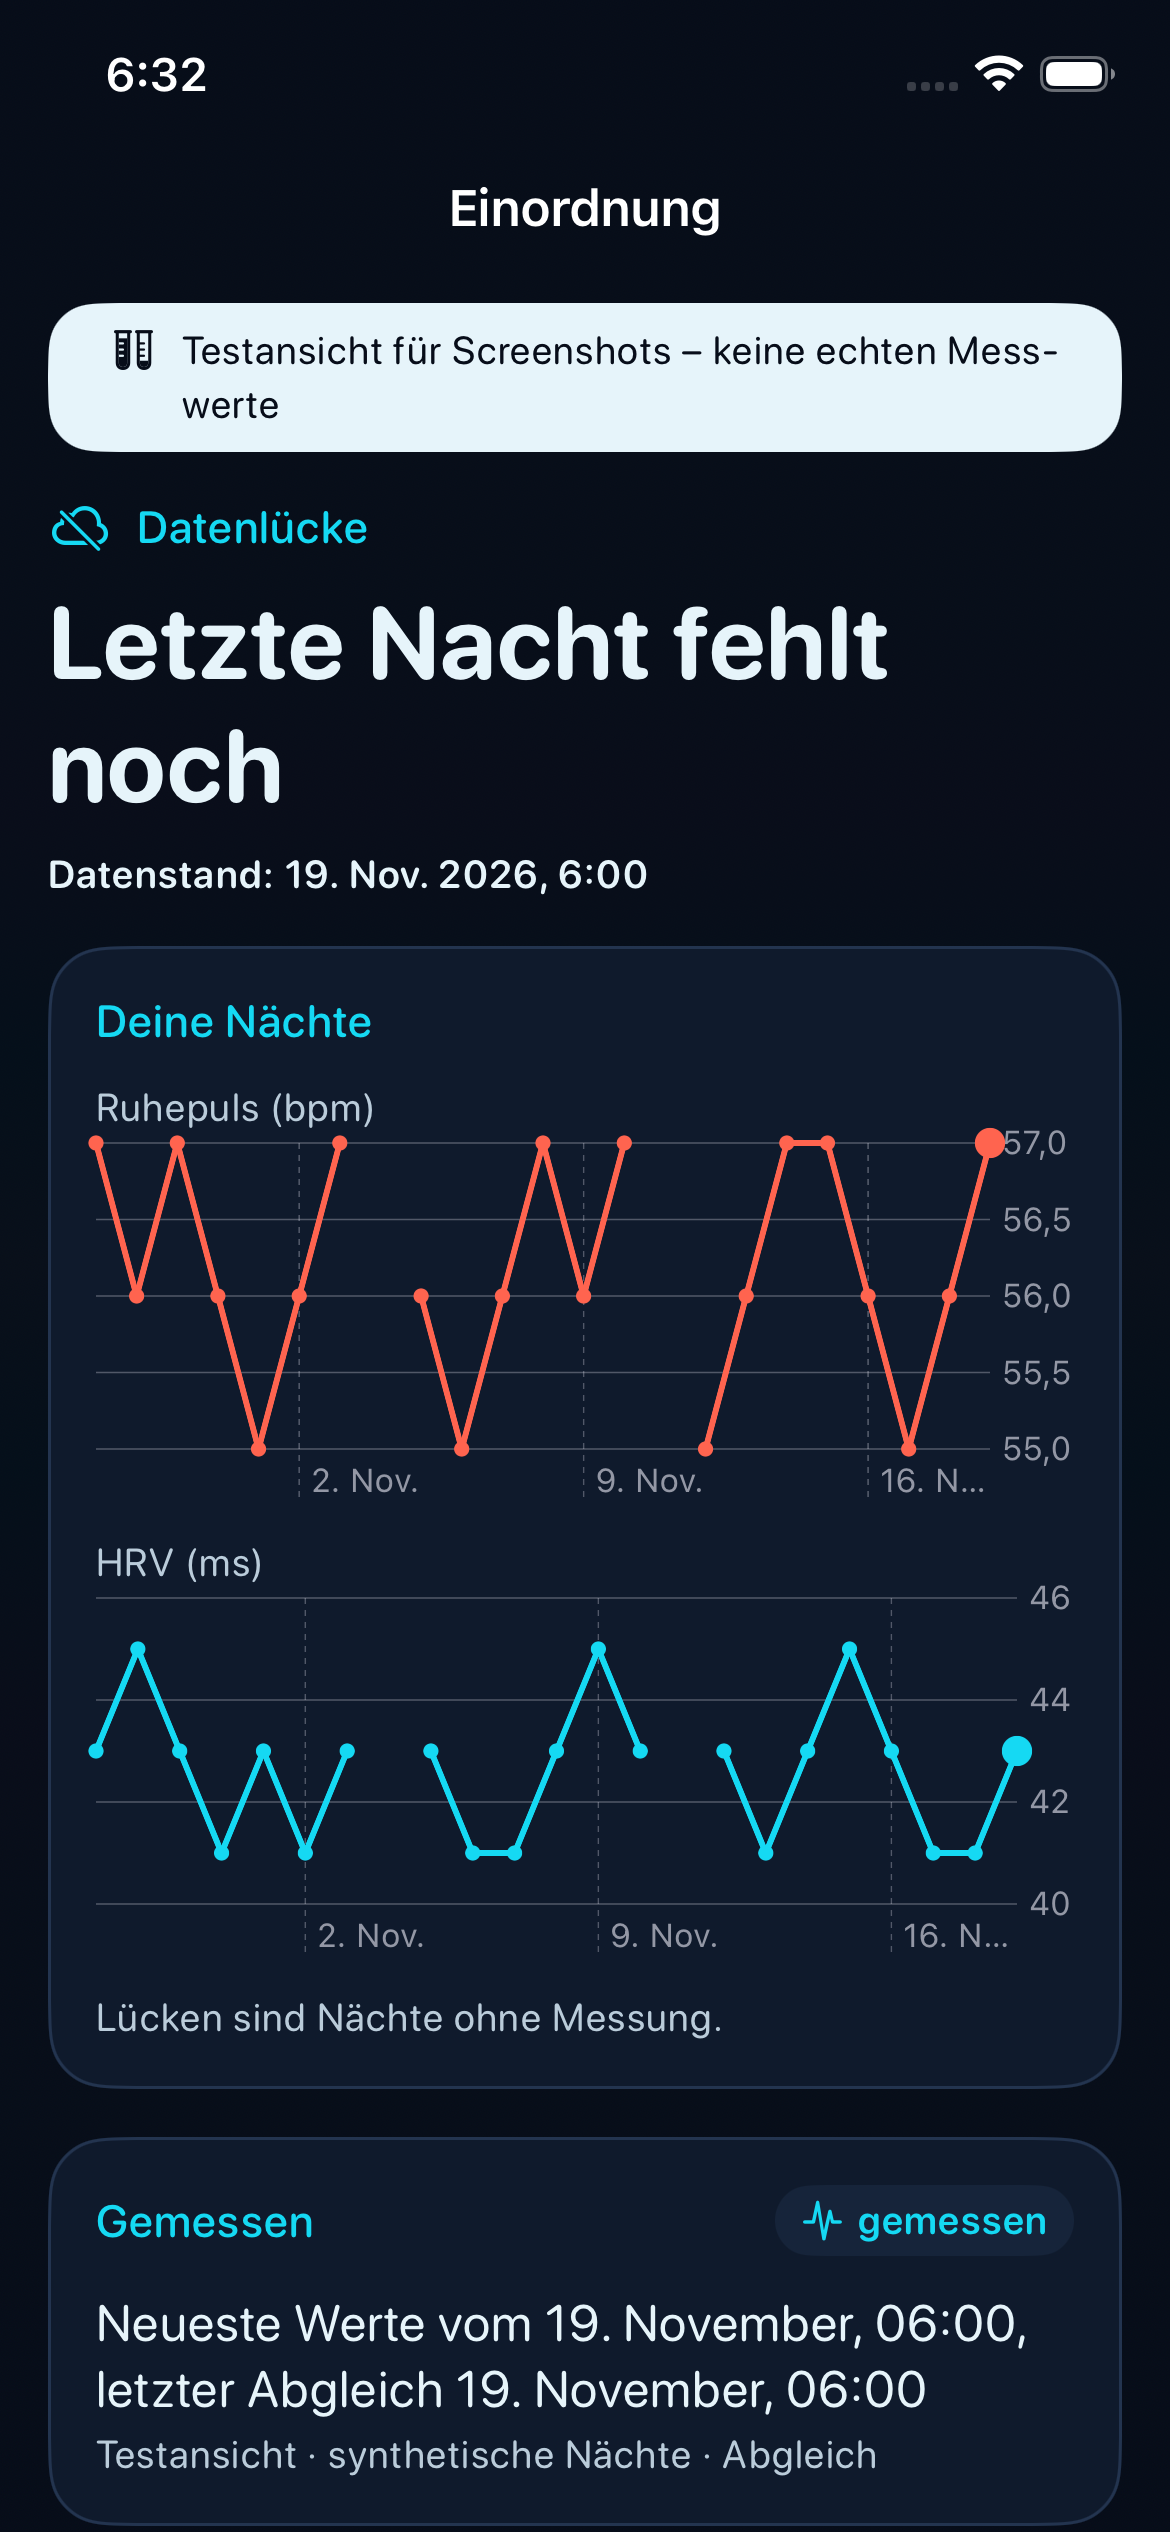 6:32
Einordnung
Testansicht für Screenshots – keine echten Mess-
werte
Datenlücke
Letzte Nacht fehlt
noch
Datenstand: 19. Nov. 2026, 6:00
Deine Nächte
Ruhepuls (bpm)
57,0
56,5
56,0
55,5
55,0
2. Nov.
9. Nov.
16. N...
HRV (ms)
46
44
42
40
2. Nov.
9. Nov.
16. N...
Lücken sind Nächte ohne Messung.
Gemessen
gemessen
Neueste Werte vom 19. November, 06:00,
letzter Abgleich 19. November, 06:00
Testansicht · synthetische Nächte · Abgleich